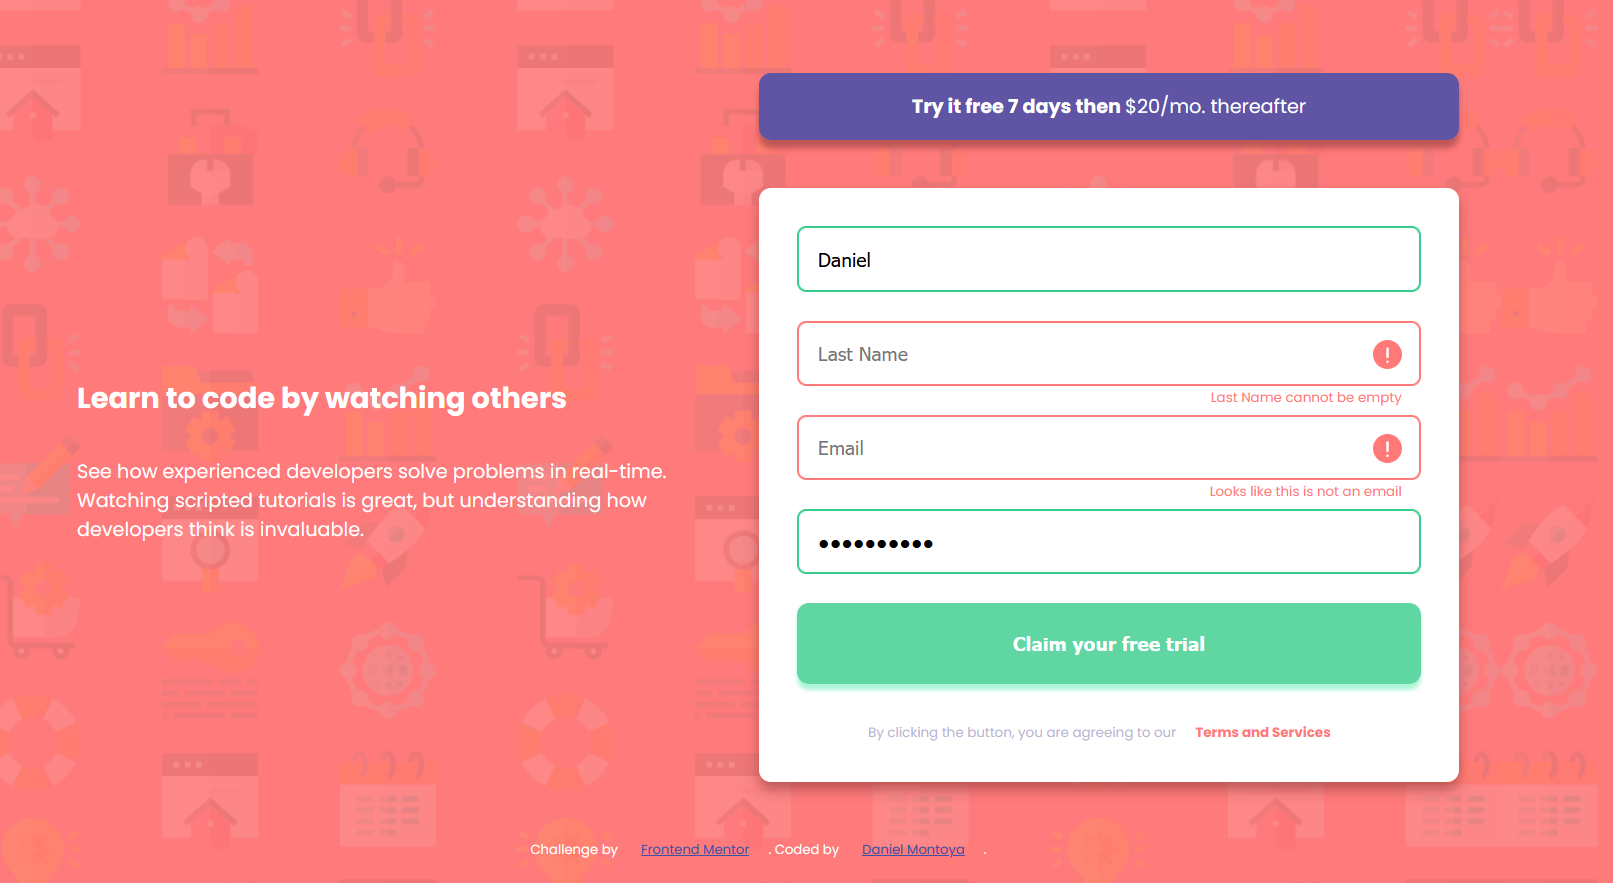 Try it free 7 days then $20/mo. thereafter
Daniel
Last Name
Last Name cannot be empty
Email
Looks like this is not an email
••••••••••
Claim your free trial
By clicking the button, you are agreeing to our Terms and Services
Learn to code by watching others
See how experienced developers solve problems in real-time.
Watching scripted tutorials is great, but understanding how
developers think is invaluable.
Challenge by Frontend Mentor . Coded by Daniel Montoya .